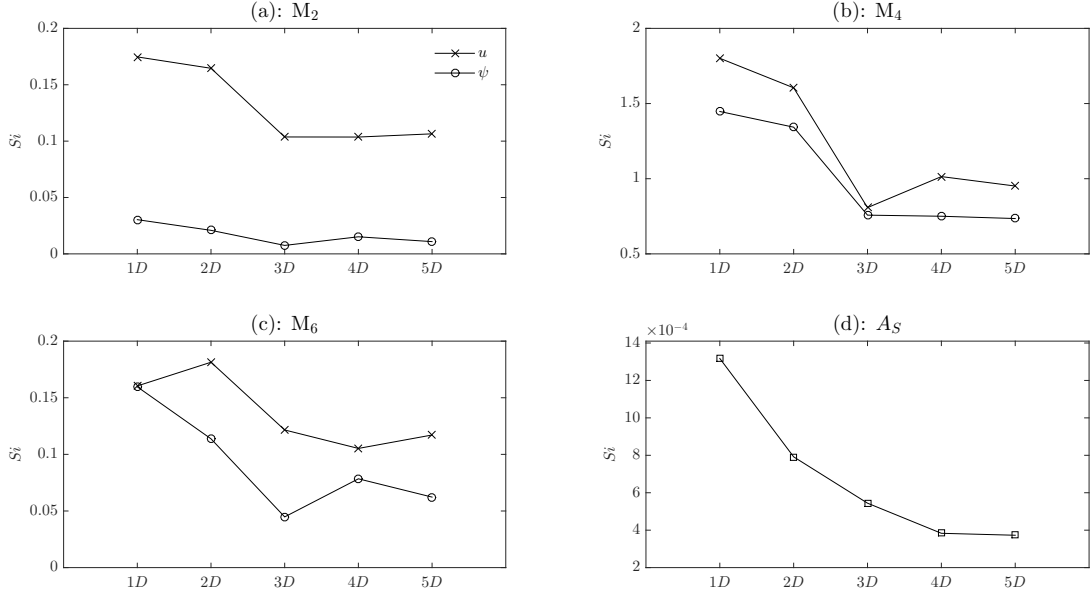 (a): M₂
0.2
0.15
0.1
0.05
0
Si
u
ψ
1D 2D 3D 4D 5D
(b): M₄
2
1.5
1
0.5
Si
1D 2D 3D 4D 5D
(c): M₆
0.2
0.15
0.1
0.05
0
Si
1D 2D 3D 4D 5D
(d): A_S
×10⁻⁴
14
12
10
8
6
4
2
Si
1D 2D 3D 4D 5D